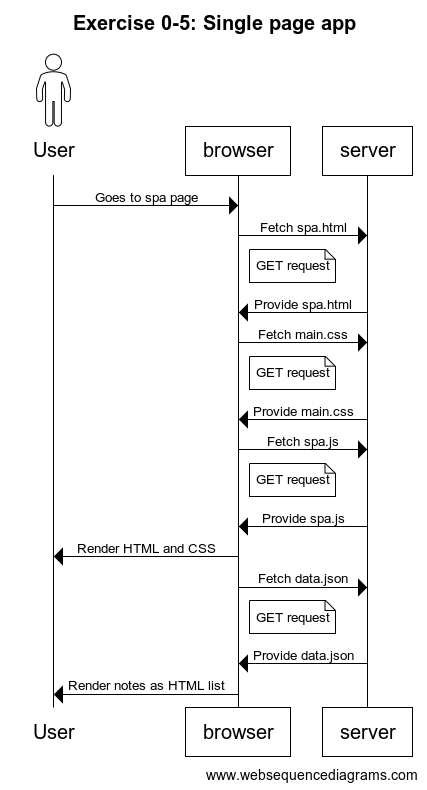 Exercise 0-5: Single page app
User
browser
server
Goes to spa page
Fetch spa.html
GET request
Provide spa.html
Fetch main.css
GET request
Provide main.css
Fetch spa.js
GET request
Provide spa.js
Render HTML and CSS
Fetch data.json
GET request
Provide data.json
Render notes as HTML list
User
browser
server
www.websequencediagrams.com